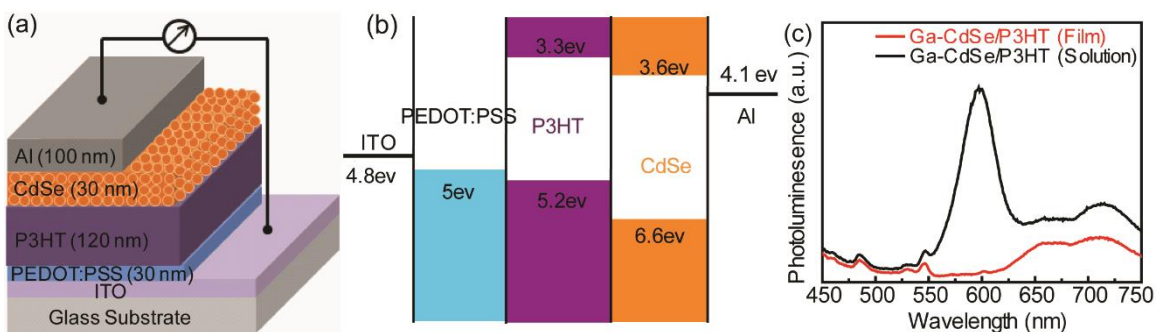 (a)
Al (100 nm)
CdSe (30 nm)
P3HT (120 nm)
PEDOT:PSS (30 nm)
ITO
Glass Substrate
(b)
3.3ev
3.6ev
4.1 ev
PEDOT:PSS
P3HT
Al
ITO
CdSe
4.8ev
5ev
5.2ev
6.6ev
(c)
Ga-CdSe/P3HT (Film)
Ga-CdSe/P3HT (Solution)
Photoluminesence (a.u.)
450 500 550 600 650 700 750
Wavelength (nm)